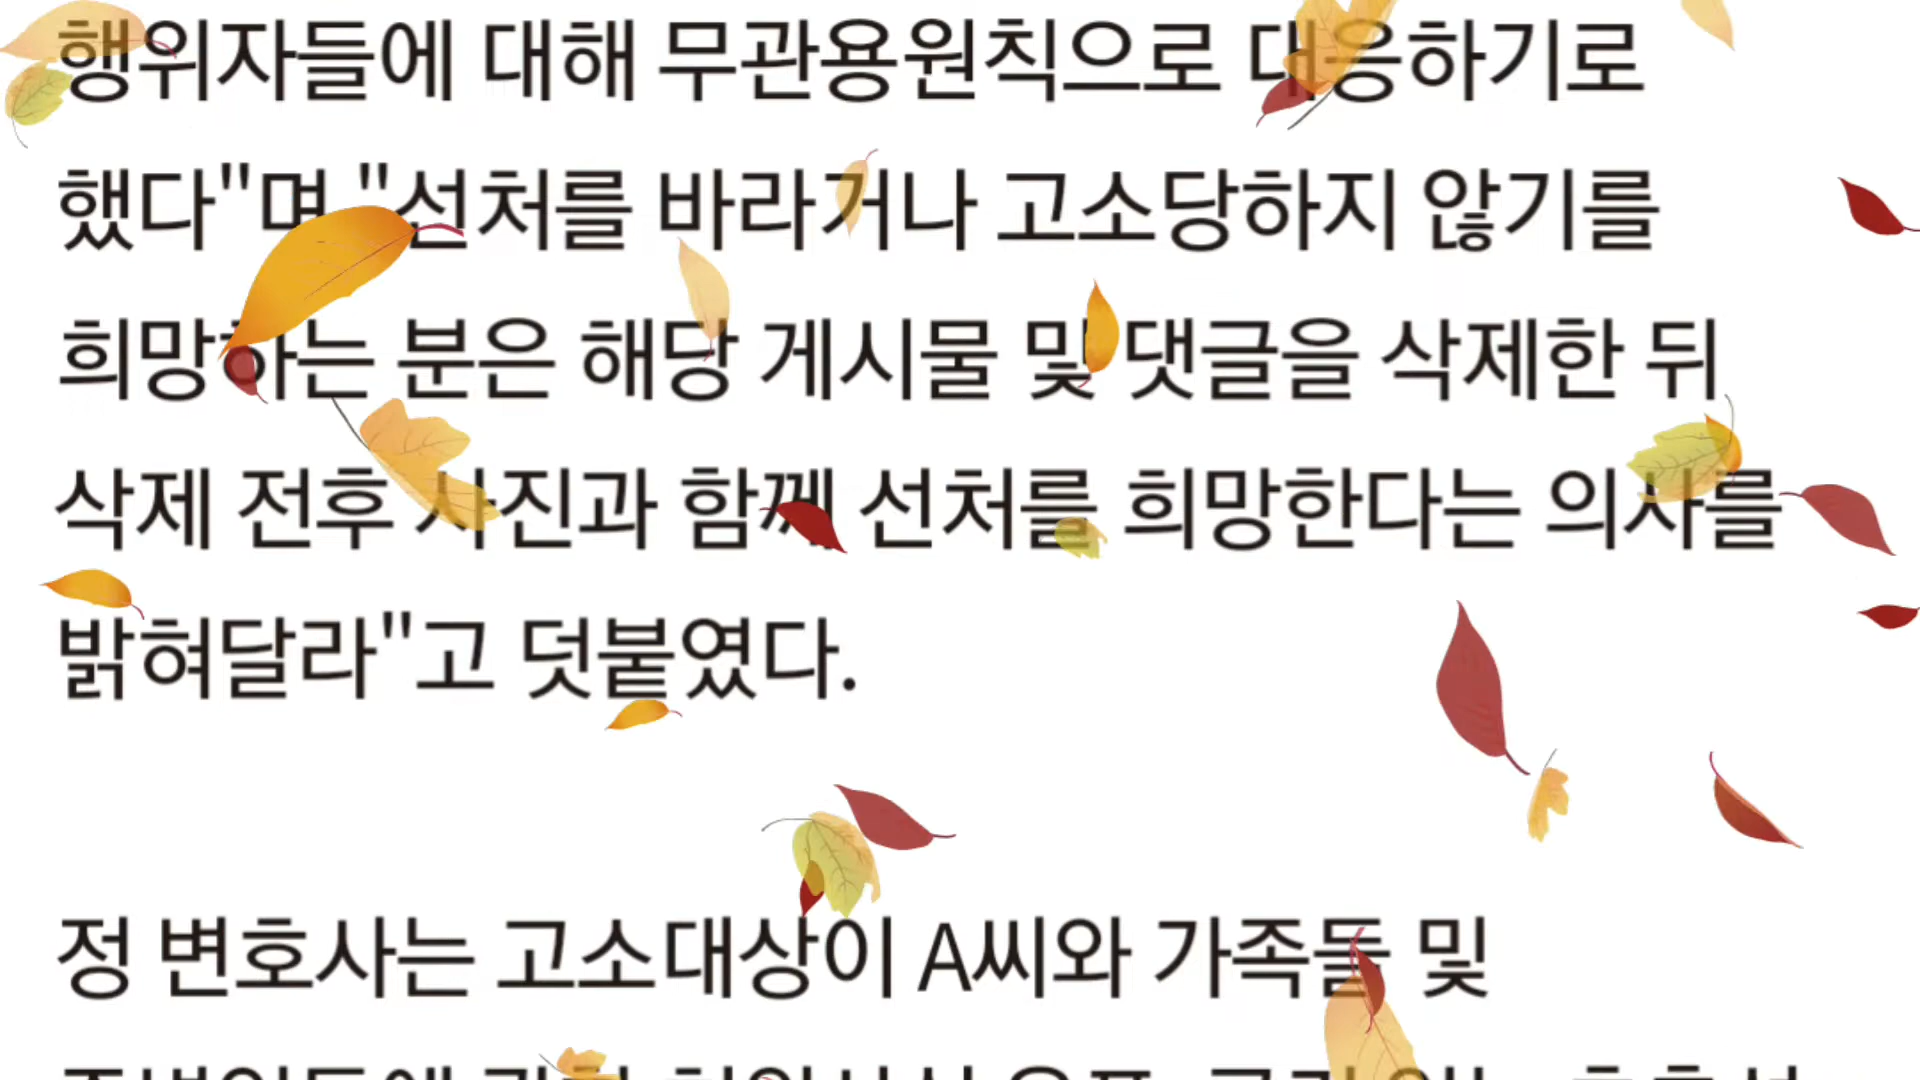 행위자들에 대해 무관용원칙으로 대응하기로
했다"며 "선처를 바라거나 고소당하지 않기를
희망하는 분은 해당 게시물 및 댓글을 삭제한 뒤
삭제 전후 사진과 함께 선처를 희망한다는 의사를
밝혀달라"고 덧붙였다.
정 변호사는 고소대상이 A씨와 가족들 및